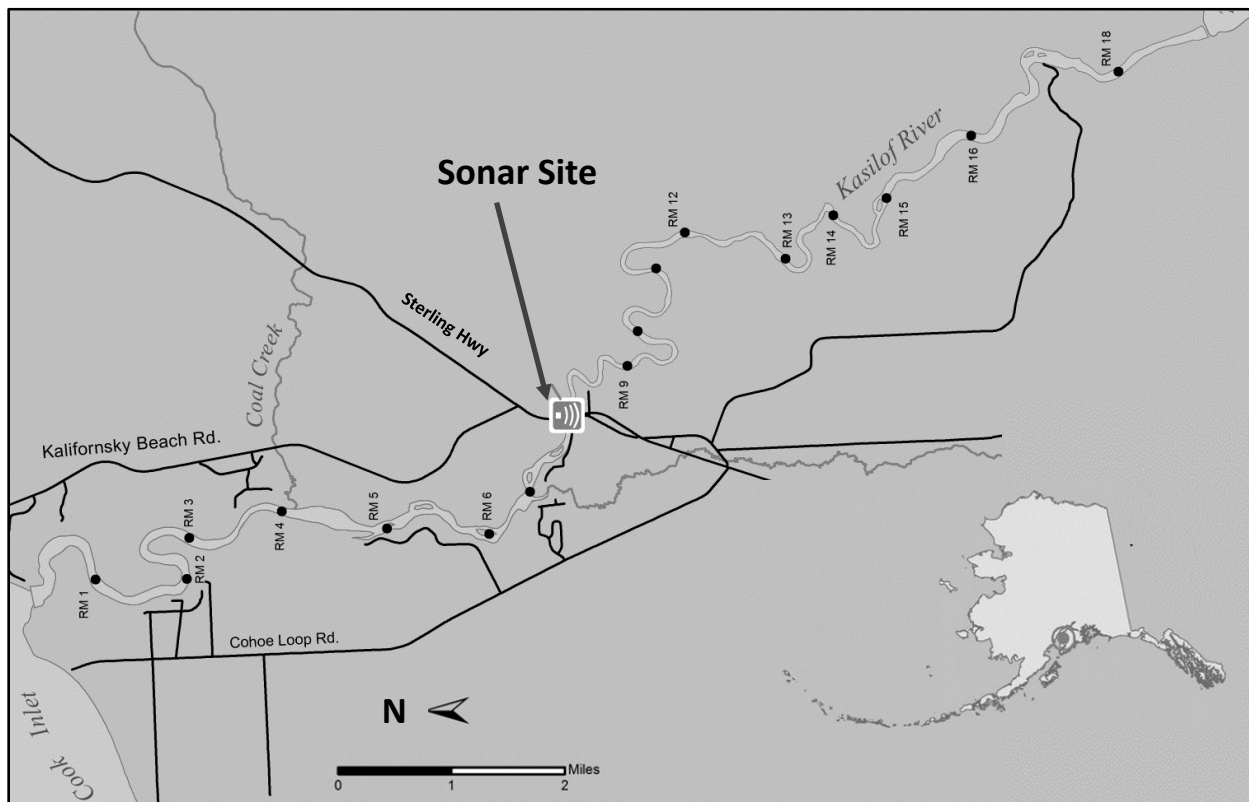 RM 18
Kasilof River
RM 16
Sonar Site
RM 12
RM 15
RM 13
RM 14
Sterling Hwy
Coal Creek
RM 9
Kalifornsky Beach Rd.
RM 3
RM 4
RM 5
RM 6
RM 1
RM 2
Cohoe Loop Rd.
Cook Inlet
N
Miles
0 1 2